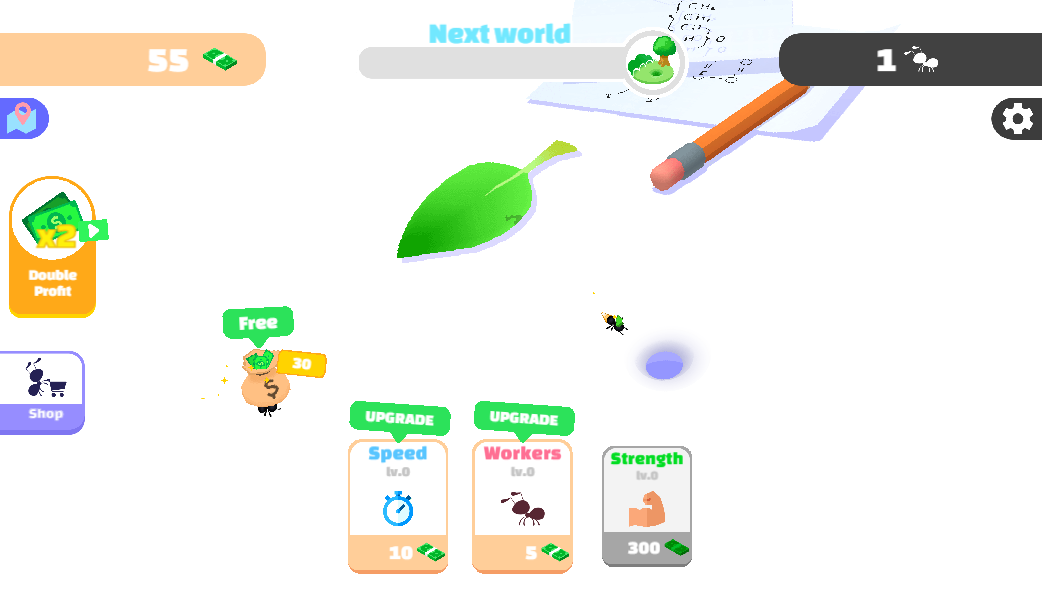 Next world
55
1
x2
Double
Profit
Free
30
Shop
UPGRADE
UPGRADE
Speed
lv.0
10
Workers
lv.0
5
Strength
lv.0
300